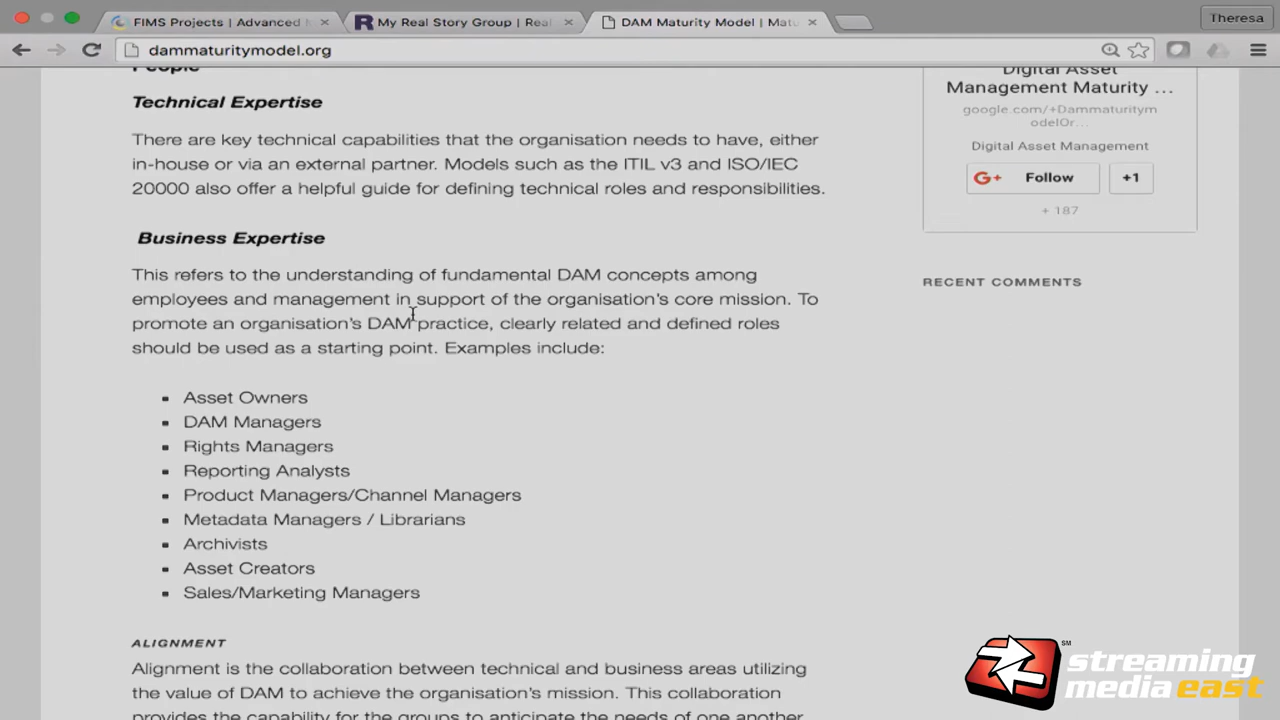 FIMS Projects | Advanced
My Real Story Group | Real
DAM Maturity Model | Matu
Theresa
dammaturitymodel.org
People
Technical Expertise
There are key technical capabilities that the organisation needs to have, either
in-house or via an external partner. Models such as the ITIL v3 and ISO/IEC
20000 also offer a helpful guide for defining technical roles and responsibilities.
Business Expertise
This refers to the understanding of fundamental DAM concepts among
employees and management in support of the organisation's core mission. To
promote an organisation's DAM practice, clearly related and defined roles
should be used as a starting point. Examples include:
Asset Owners
DAM Managers
Rights Managers
Reporting Analysts
Product Managers/Channel Managers
Metadata Managers / Librarians
Archivists
Asset Creators
Sales/Marketing Managers
ALIGNMENT
Alignment is the collaboration between technical and business areas utilizing
the value of DAM to achieve the organisation's mission. This collaboration
provides the capability for the groups to anticipate the needs of one another
Digital Asset
Management Maturity ...
google.com/+Dammaturitym
odelOr...
Digital Asset Management
G+ Follow +1
+ 187
RECENT COMMENTS
SM
streaming
media east